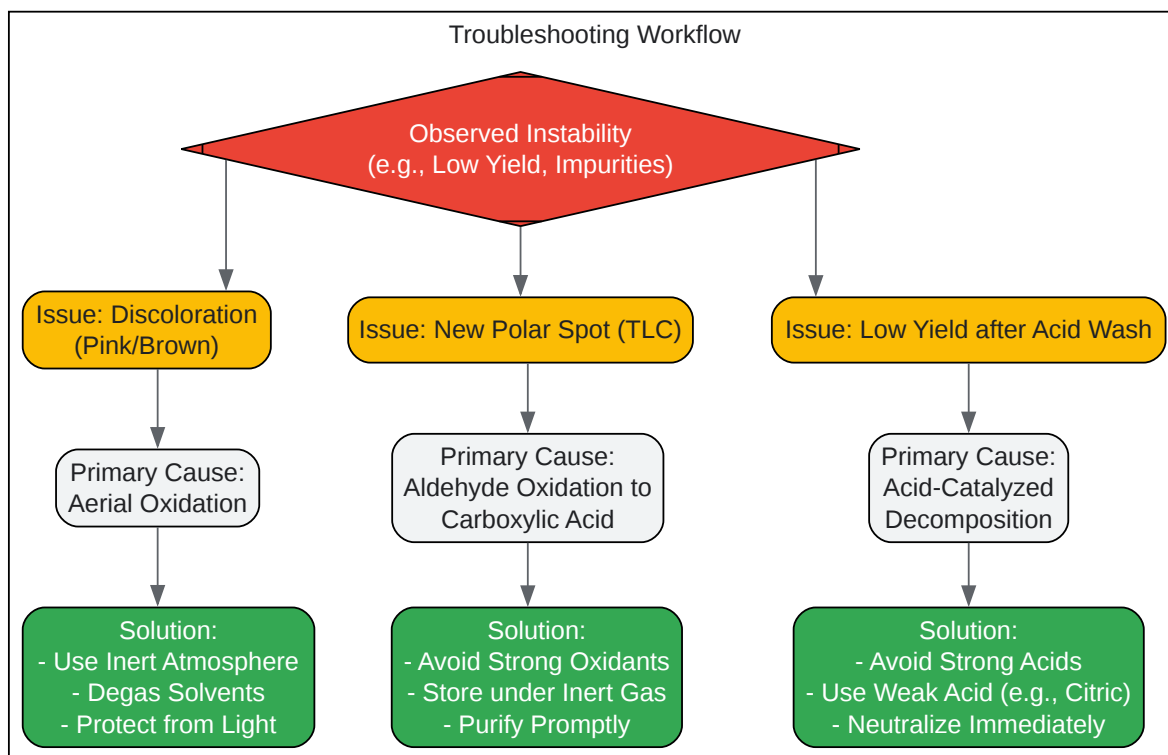 Troubleshooting Workflow
Observed Instability
(e.g., Low Yield, Impurities)
Issue: Discoloration
(Pink/Brown)
Issue: New Polar Spot (TLC)
Issue: Low Yield after Acid Wash
Primary Cause:
Aerial Oxidation
Primary Cause:
Aldehyde Oxidation to
Carboxylic Acid
Primary Cause:
Acid-Catalyzed
Decomposition
Solution:
- Use Inert Atmosphere
- Degas Solvents
- Protect from Light
Solution:
- Avoid Strong Oxidants
- Store under Inert Gas
- Purify Promptly
Solution:
- Avoid Strong Acids
- Use Weak Acid (e.g., Citric)
- Neutralize Immediately